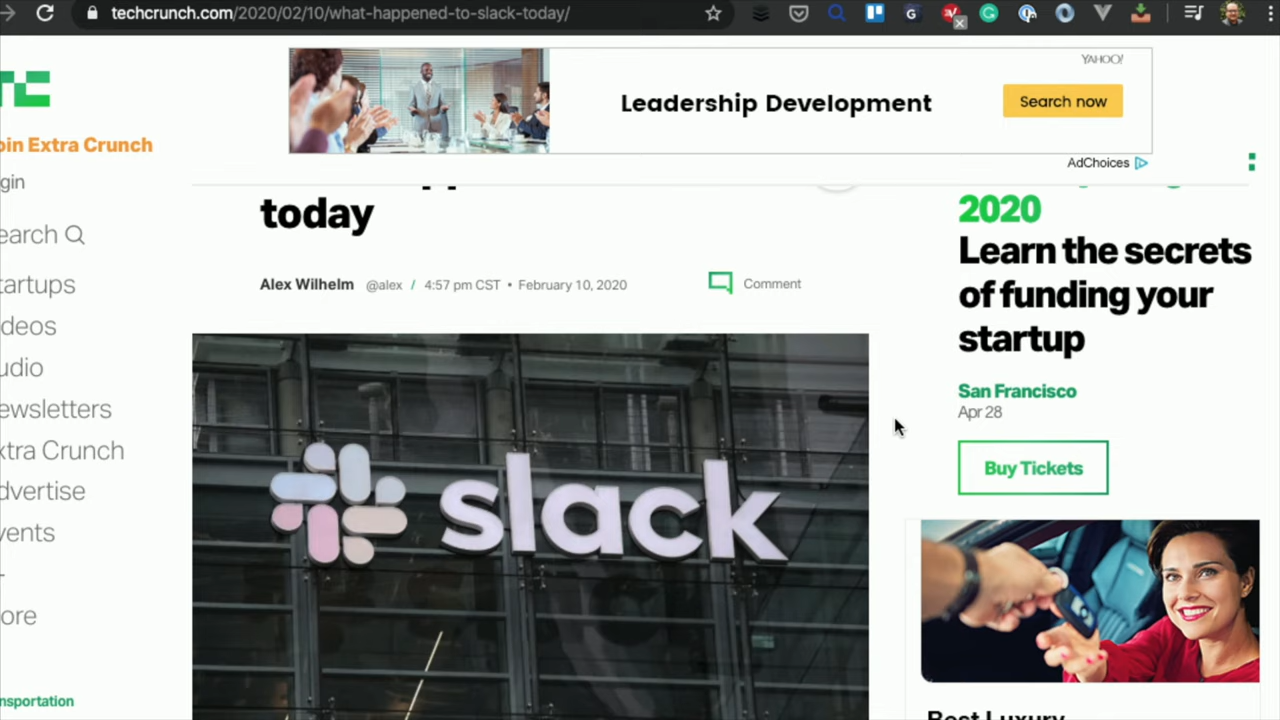 techcrunch.com/2020/02/10/what-happened-to-slack-today/
YAHOO!
Leadership Development
Search now
AdChoices
oin Extra Crunch
gin
earch
tartups
deos
udio
ewsletters
xtra Crunch
dvertise
vents
ore
nsportation
today
Alex Wilhelm @alex / 4:57 pm CST • February 10, 2020
Comment
slack
2020
Learn the secrets
of funding your
startup
San Francisco
Apr 28
Buy Tickets
Best Luxury